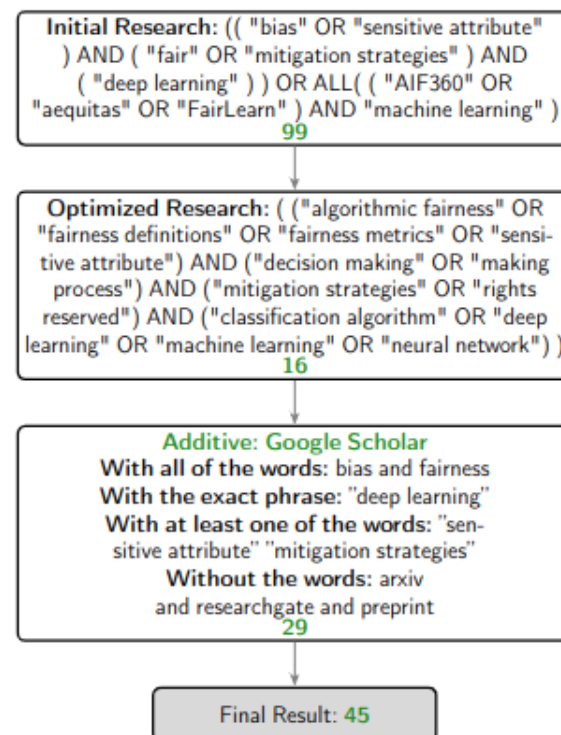 Initial Research: (( "bias" OR "sensitive attribute"
) AND ( "fair" OR "mitigation strategies" ) AND
( "deep learning" ) ) OR ALL( ( "AIF360" OR
"aequitas" OR "FairLearn" ) AND "machine learning" )
99
Optimized Research: ( ("algorithmic fairness" OR
"fairness definitions" OR "fairness metrics" OR "sensi-
tive attribute") AND ("decision making" OR "making
process") AND ("mitigation strategies" OR "rights
reserved") AND ("classification algorithm" OR "deep
learning" OR "machine learning" OR "neural network") )
16
Additive: Google Scholar
With all of the words: bias and fairness
With the exact phrase: "deep learning"
With at least one of the words: "sen-
sitive attribute" "mitigation strategies"
Without the words: arxiv
and researchgate and preprint
29
Final Result: 45